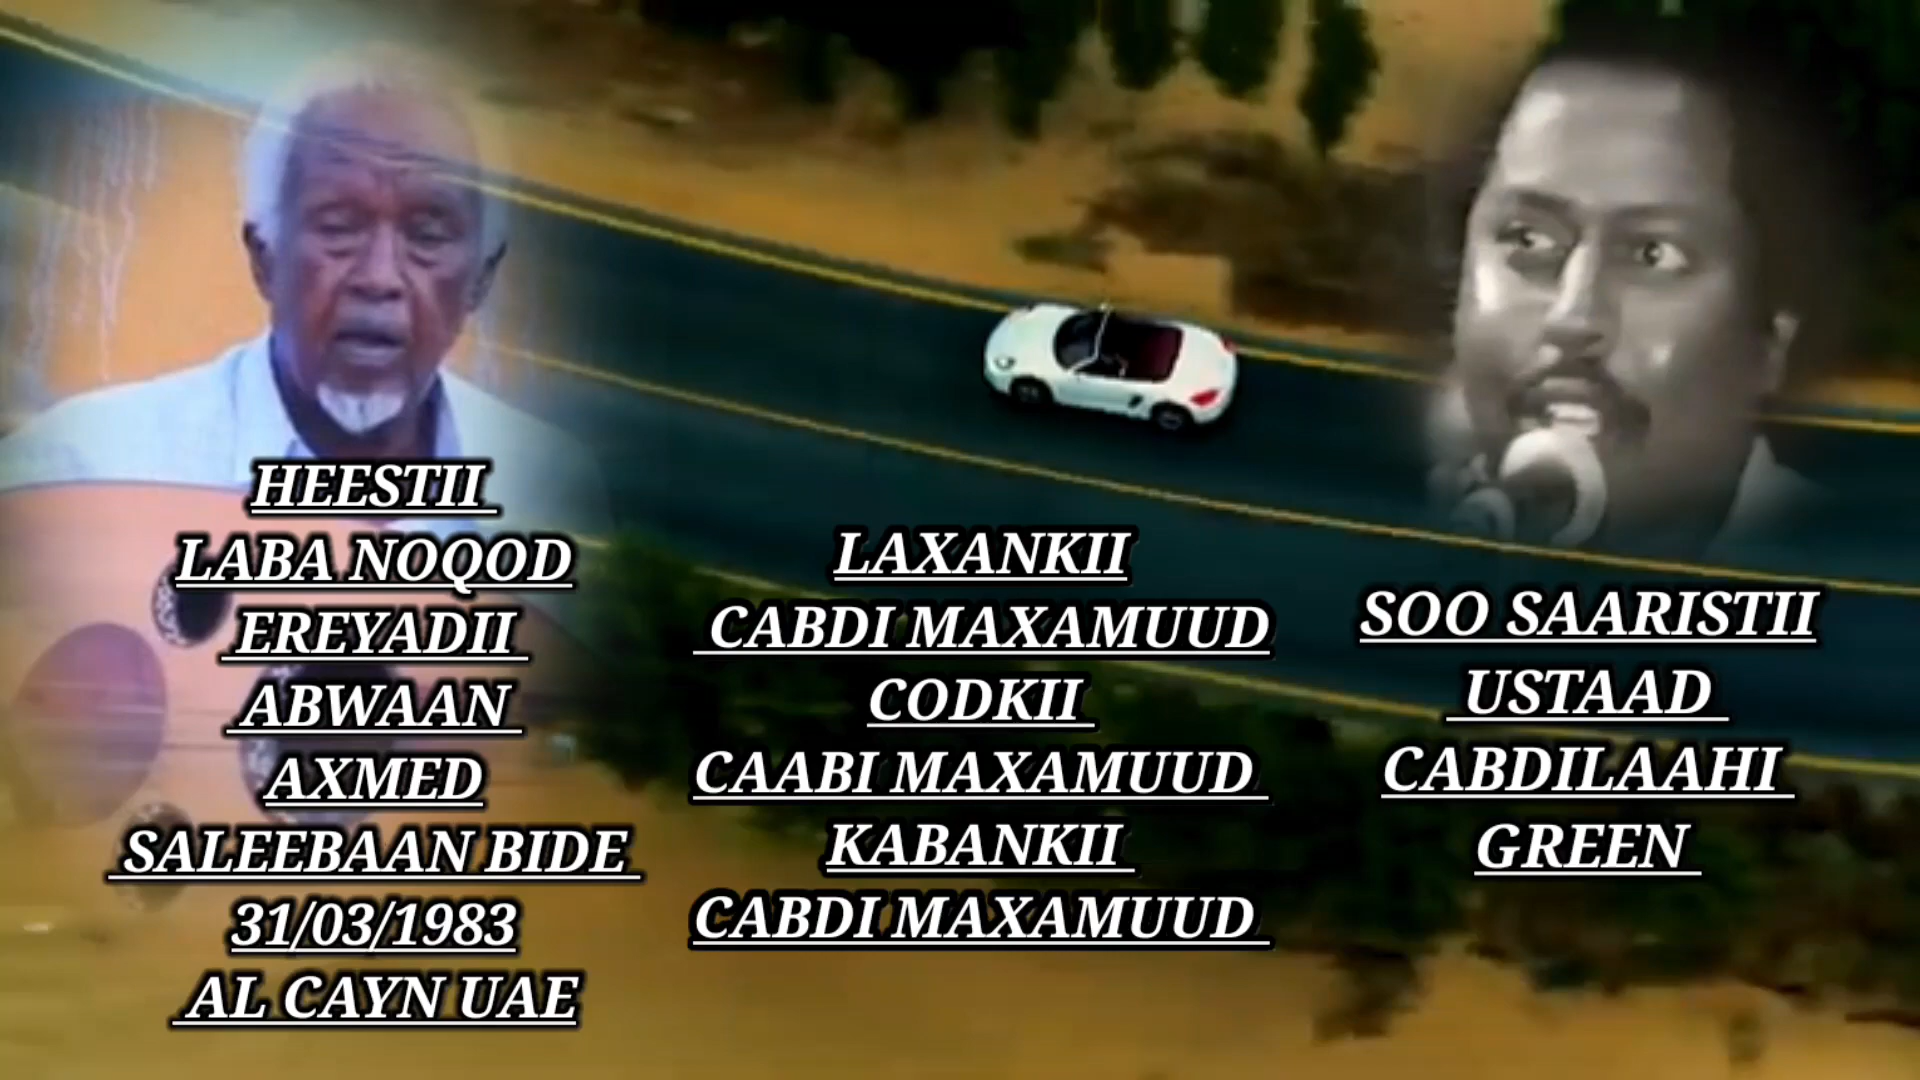 HEESTII
LABA NOQOD
EREYADII
ABWAAN
AXMED
SALEEBAAN BIDE
31/03/1983
AL CAYN UAE
LAXANKII
CABDI MAXAMUUD
CODKII
CAABI MAXAMUUD
KABANKII
CABDI MAXAMUUD
SOO SAARISTII
USTAAD
CABDILAAHI
GREEN